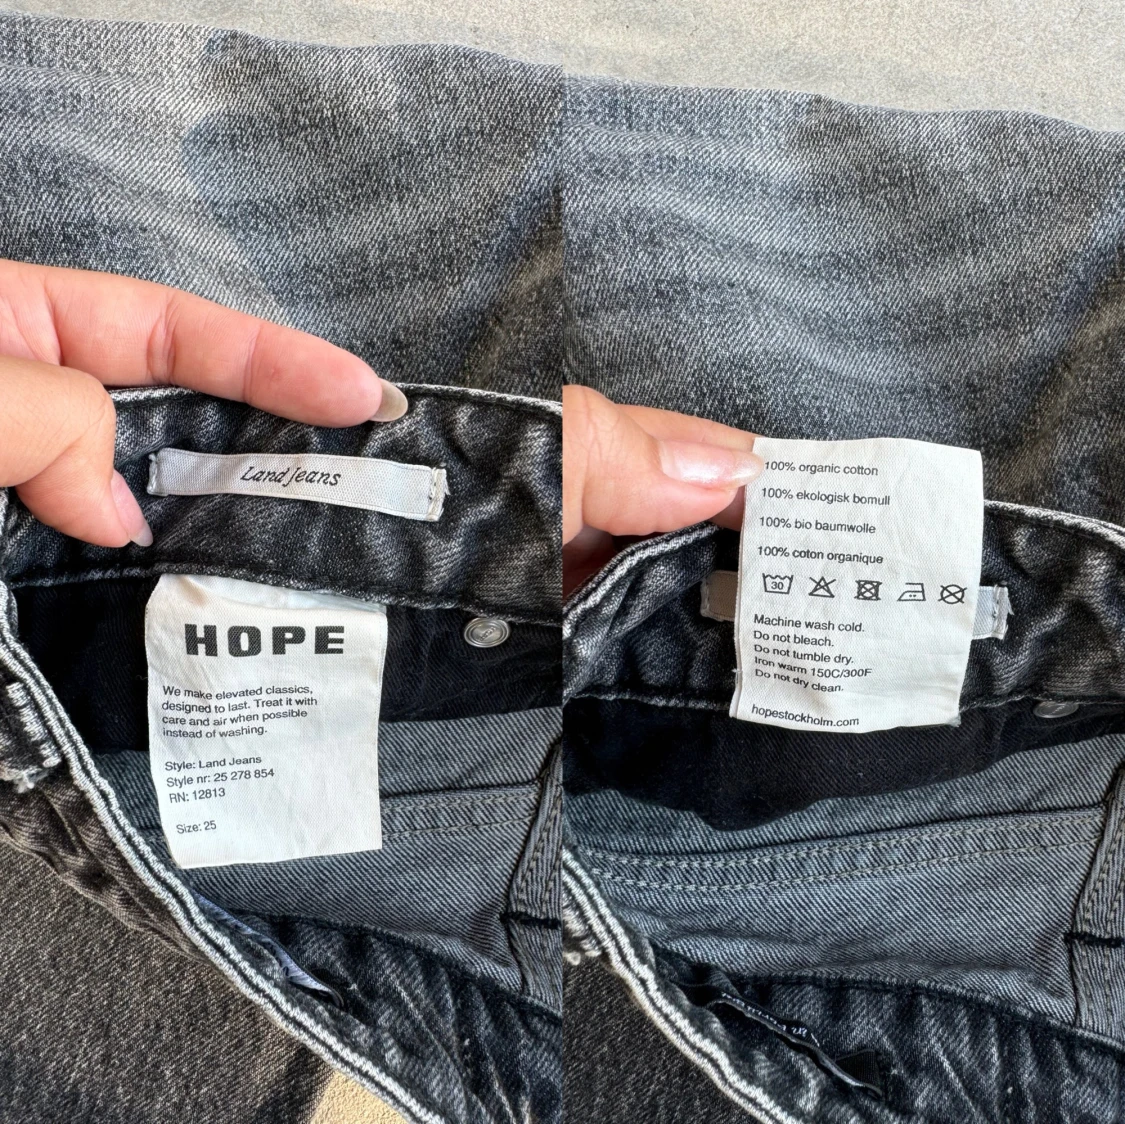 Land Jeans
HOPE
We make elevated classics,
designed to last. Treat it with
care and air when possible
instead of washing.
Style: Land Jeans
Style nr: 25 278 854
RN: 12813
Size: 25
100% organic cotton
100% ekologisk bomull
100% bio baumwolle
100% coton organique
30
Machine wash cold.
Do not bleach.
Do not tumble dry.
Iron warm 150C/300F
Do not dry clean.
hopestockholm.com